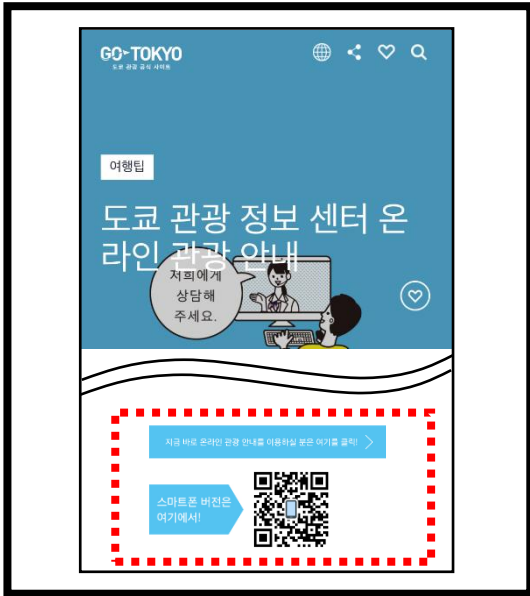 GO TOKYO
도쿄 관광 공식 사이트
여행팁
도쿄 관광 정보 센터 온
라인 관광 안내
저희에게
상담해
주세요.
지금 바로 온라인 관광 안내를 이용하실 분은 여기를 클릭!
스마트폰 버전은
여기에서!